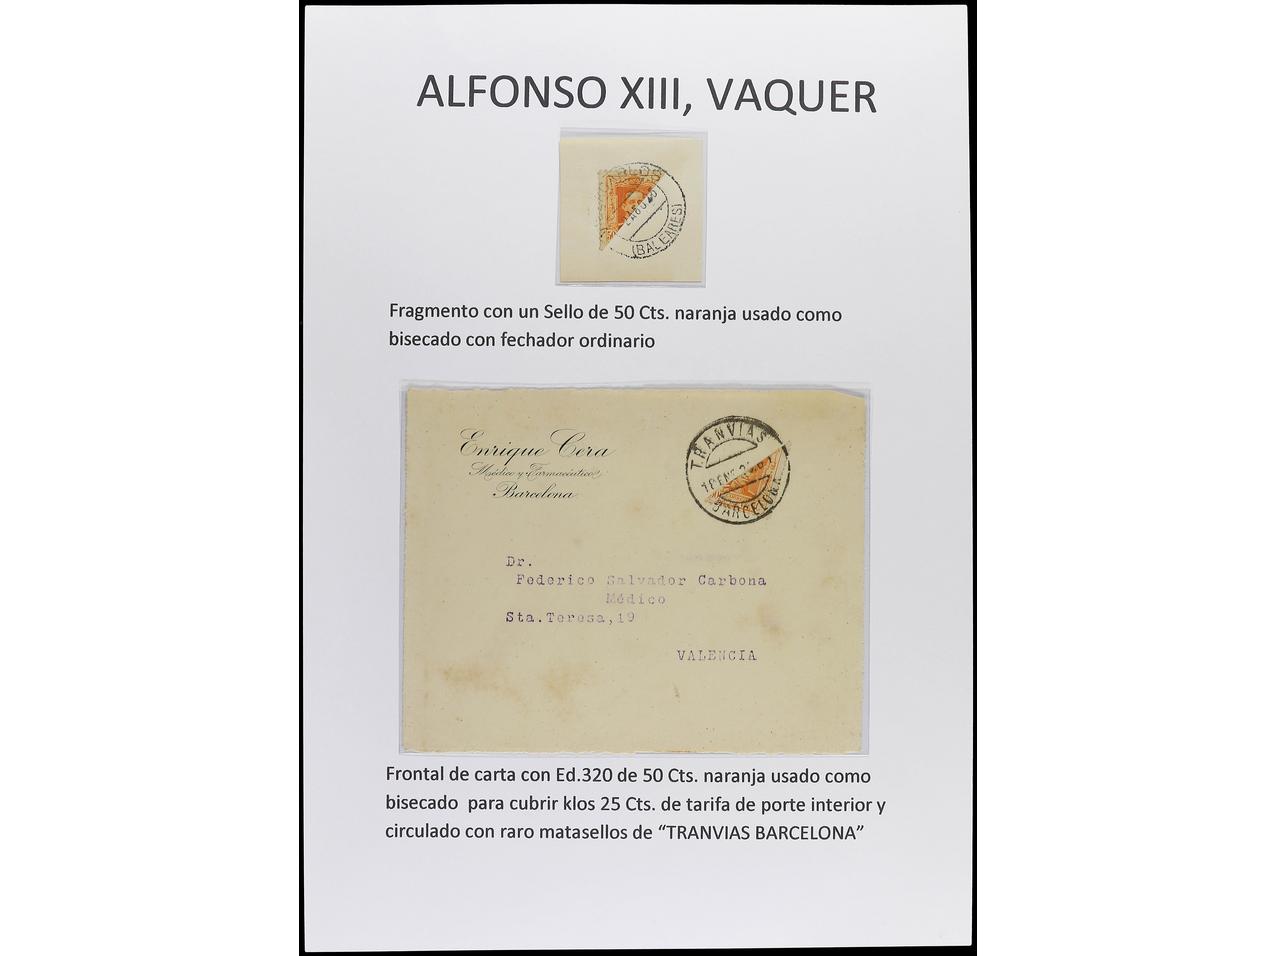 ALFONSO XIII, VAQUER
(BALEARES)
Fragmento con un Sello de 50 Cts. naranja usado como
bisecado con fechador ordinario
TRANVIAS
BARCELONA
Enrique Cera
Médico y Farmacéutico
Barcelona
Dr.
Federico Salvador Carbona
Médico
Sta.Teresa,19
VALENCIA
Frontal de carta con Ed.320 de 50 Cts. naranja usado como
bisecado para cubrir klos 25 Cts. de tarifa de porte interior y
circulado con raro matasellos de “TRANVIAS BARCELONA”